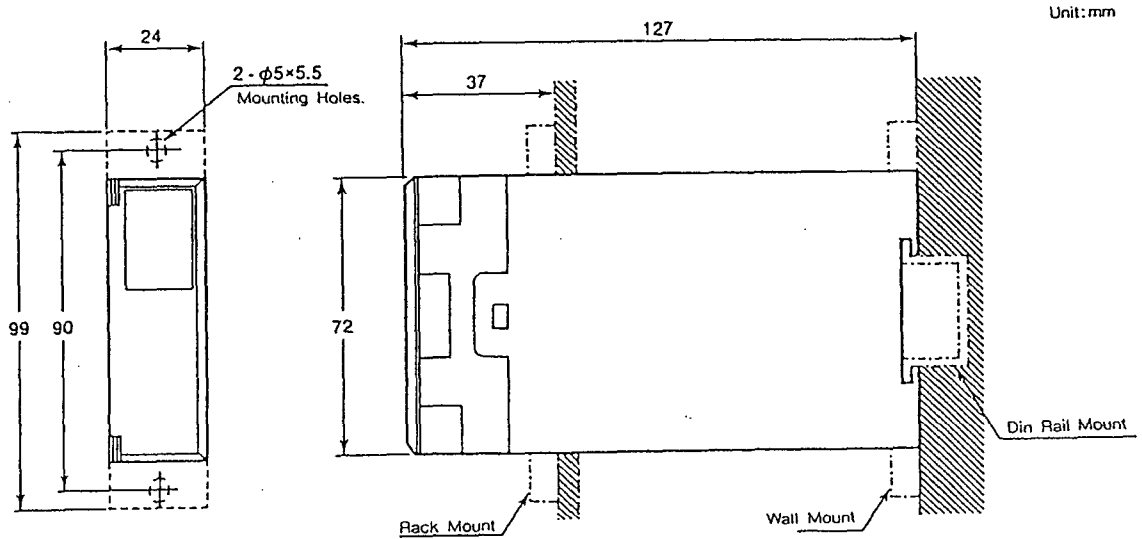 Unit:mm
24
127
2-φ5×5.5
Mounting Holes.
37
99
90
72
Din Rail Mount
Rack Mount
Wall Mount